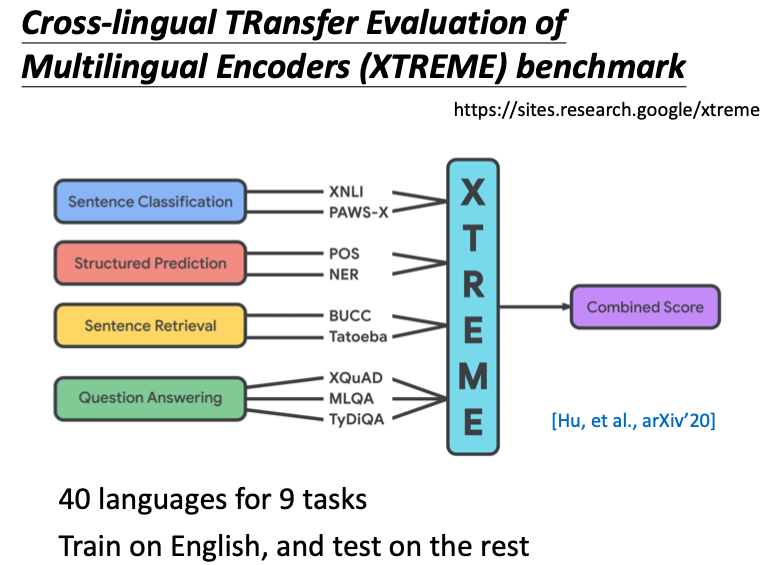 Cross-lingual TRansfer Evaluation of
Multilingual Encoders (XTREME) benchmark
https://sites.research.google/xtreme
Sentence Classification
XNLI
PAWS-X
Structured Prediction
POS
NER
Sentence Retrieval
BUCC
Tatoeba
Question Answering
XQuAD
MLQA
TyDiQA
X
T
R
E
M
E
Combined Score
[Hu, et al., arXiv’20]
40 languages for 9 tasks
Train on English, and test on the rest